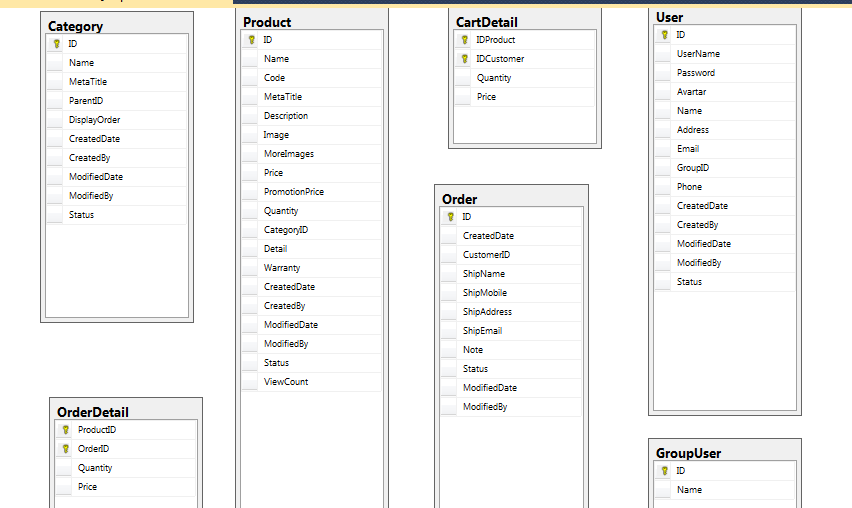 Category
ID
Name
MetaTitle
ParentID
DisplayOrder
CreatedDate
CreatedBy
ModifiedDate
ModifiedBy
Status
Product
ID
Name
Code
MetaTitle
Description
Image
MoreImages
Price
PromotionPrice
Quantity
CategoryID
Detail
Warranty
CreatedDate
CreatedBy
ModifiedDate
ModifiedBy
Status
ViewCount
CartDetail
IDProduct
IDCustomer
Quantity
Price
User
ID
UserName
Password
Avartar
Name
Address
Email
GroupID
Phone
CreatedDate
CreatedBy
ModifiedDate
ModifiedBy
Status
Order
ID
CreatedDate
CustomerID
ShipName
ShipMobile
ShipAddress
ShipEmail
Note
Status
ModifiedDate
ModifiedBy
OrderDetail
ProductID
OrderID
Quantity
Price
GroupUser
ID
Name